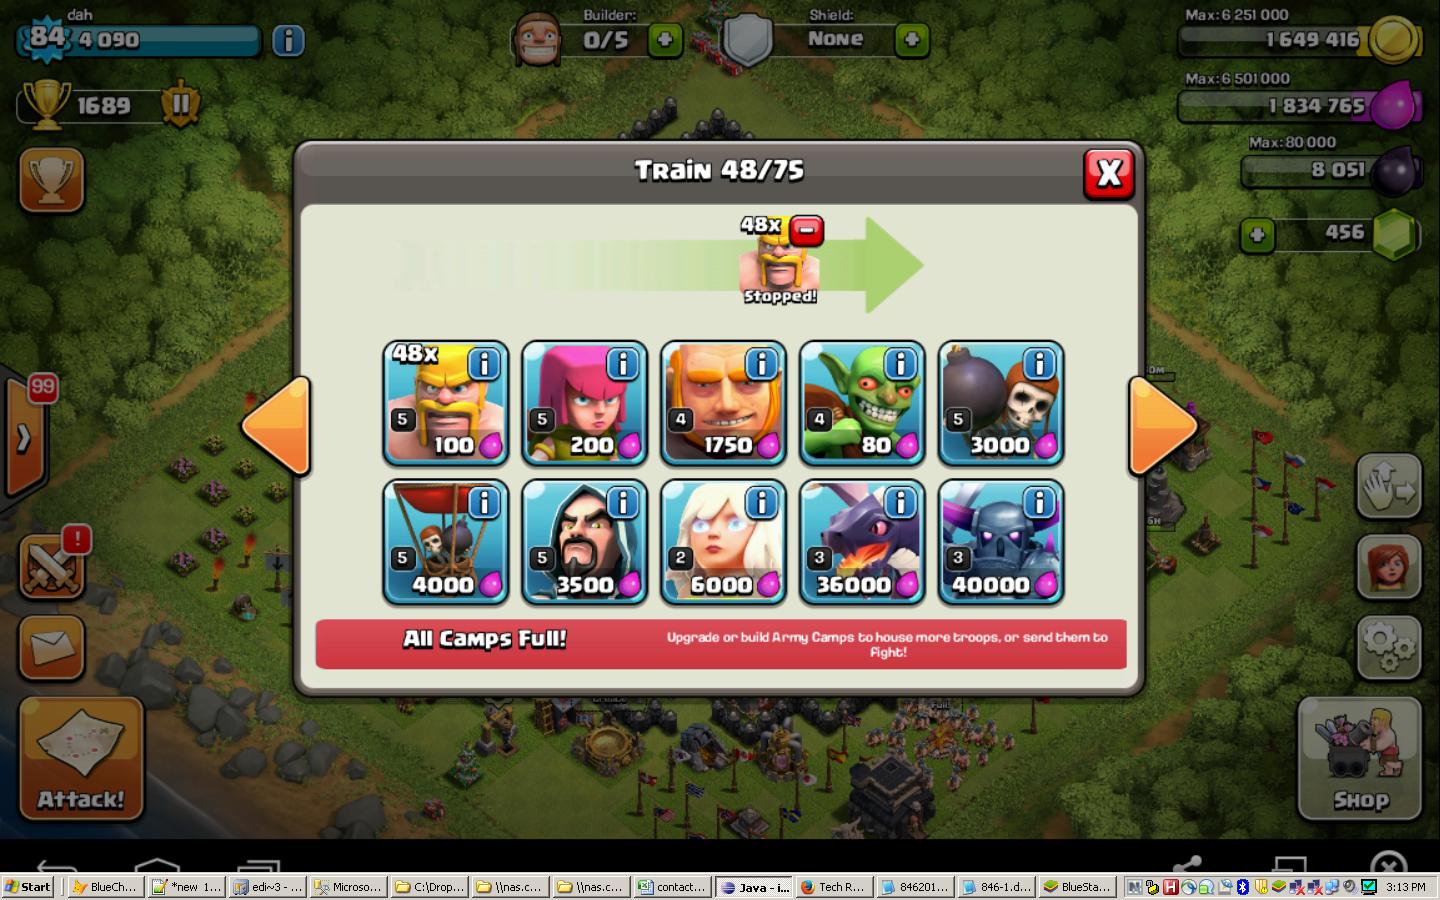 dah
84
4 090
i
Builder:
0/5
Shield:
None
Max: 6 251 000
1 649 416
Max: 6 501 000
1 834 765
Max: 80 000
8 051
456
1689
II
Train 48/75
X
48x
Stopped!
48x
i
5
100
i
5
200
i
4
1750
i
4
80
i
5
3000
i
5
4000
i
5
3500
i
2
6000
i
3
36000
i
3
40000
All Camps Full!
Upgrade or build Army Camps to house more troops, or send them to
fight!
99
!
Attack!
Shop
Start
BlueCh...
*new 1...
edi~3 - ...
Microso...
C:\Drop...
\\nas.c...
\\nas.c...
contact...
Java - i...
Tech R...
846201...
846-1.d...
BlueSta...
3:13 PM